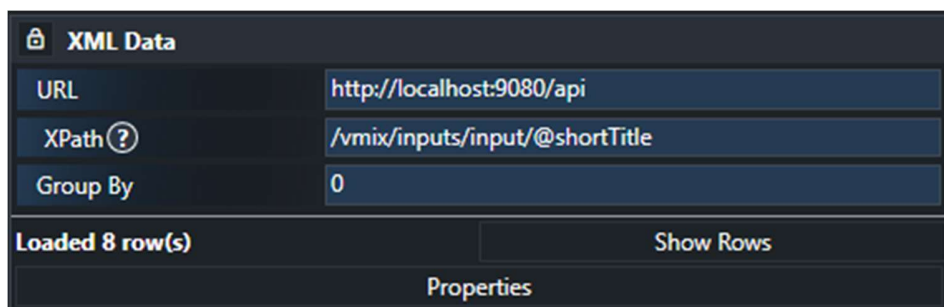 XML Data
URL http://localhost:9080/api
XPath ? /vmix/inputs/input/@shortTitle
Group By 0
Loaded 8 row(s) Show Rows
Properties